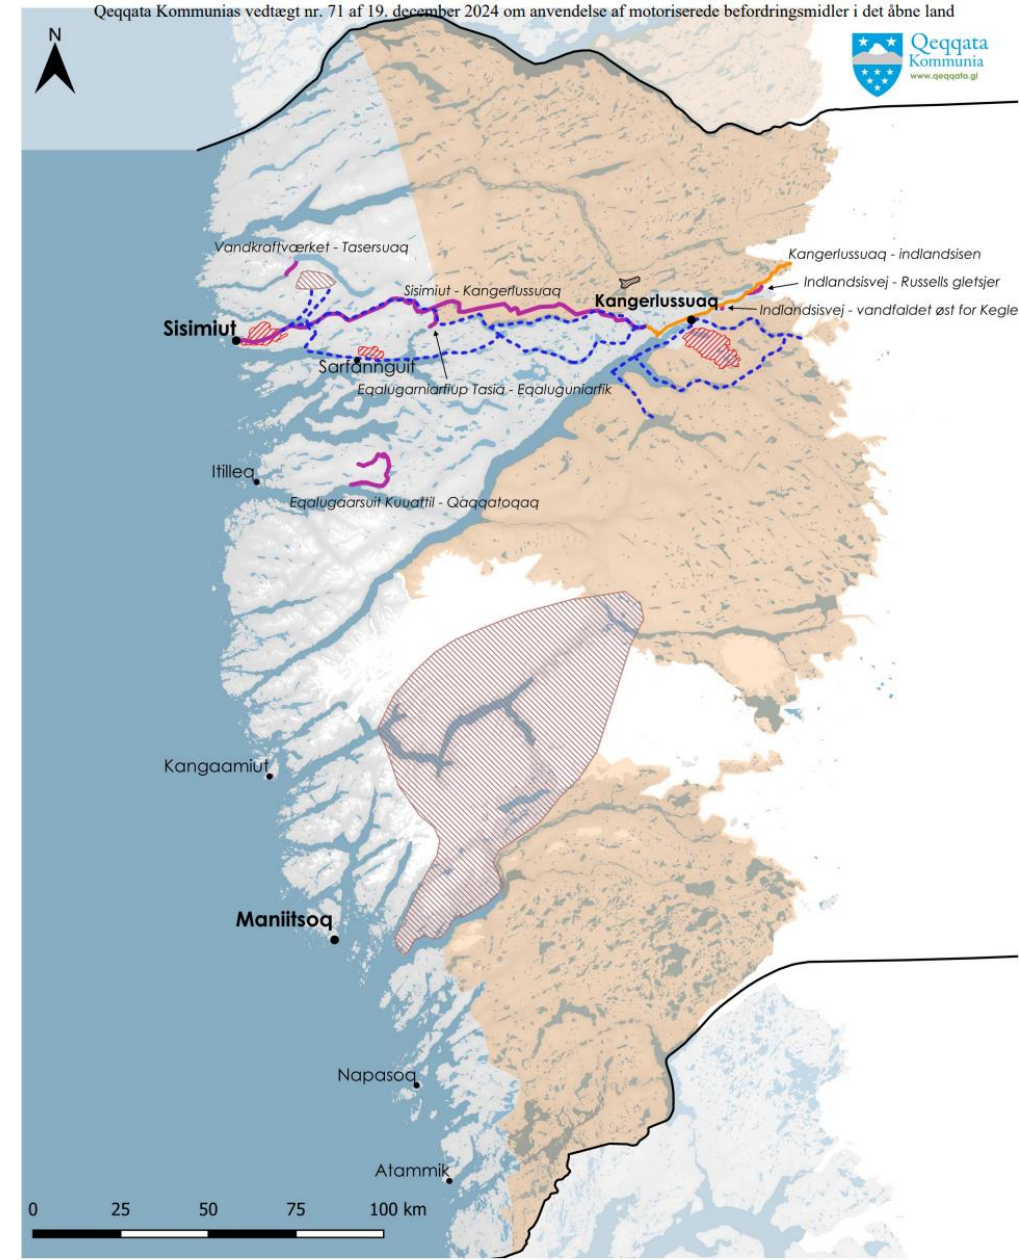 Qeqqata Kommunias vedtægt nr. 71 af 19. december 2024 om anvendelse af motoriserede befordringsmidler i det åbne land
N
Qeqqata
Kommunia
www.qeqqata.gl
Vandkraftværket - Tasersuaq
Kangerlussuaq - indlandsisen
Indlandsisvej - Russells gletsjer
Sisimiut - Kangerlussuaq
Kangerlussuaq
Indlandsisvej - vandfaldet øst for Kegle
Sisimiut
Sarfannguit
Eqalugarniarfiup Tasia - Eqaluguniarfik
Itilleq
Eqalugaarsuit Kuuattil - Qaqqatoqaq
Kangaamiut
Maniitsoq
Napasoq
Atammik
0 25 50 75 100 km